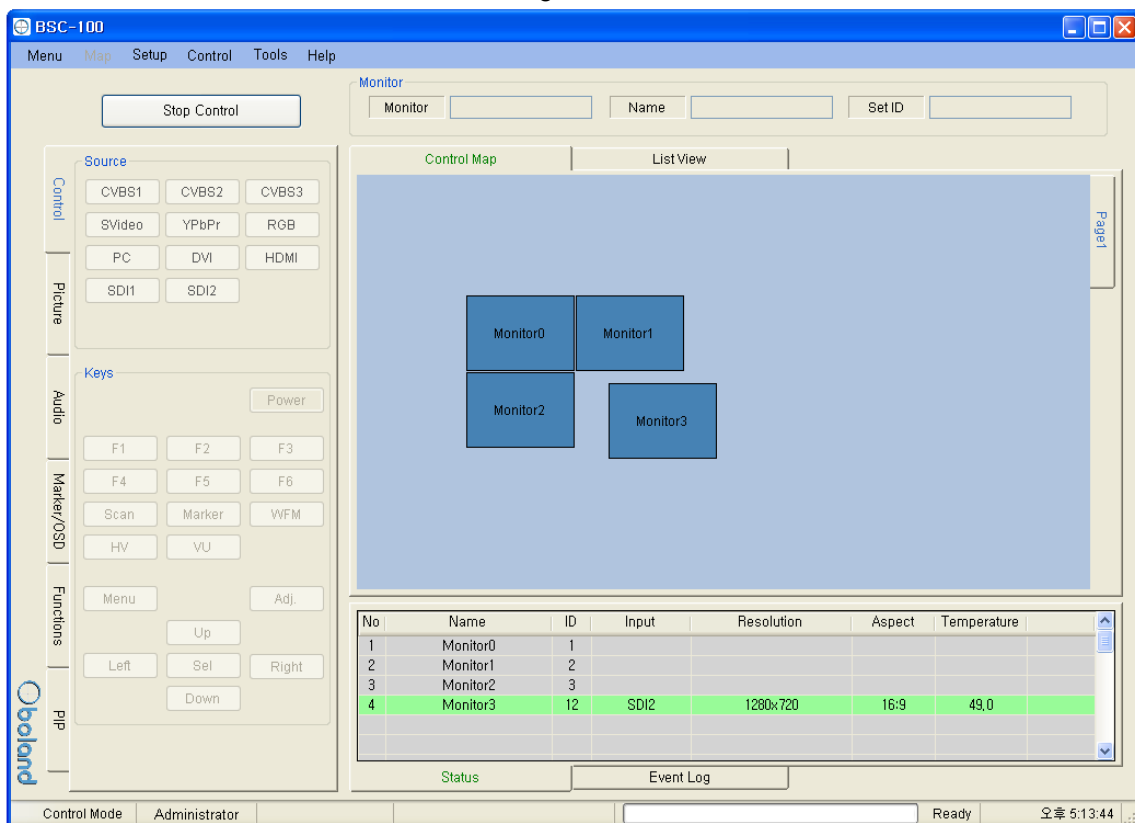 BSC-100
Menu Map Setup Control Tools Help
Stop Control
Monitor
Monitor Name Set ID
Control
Picture
Audio
Marker/OSD
Functions
PIP
boland
Source
CVBS1 CVBS2 CVBS3
SVideo YPbPr RGB
PC DVI HDMI
SDI1 SDI2
Keys
Power
F1 F2 F3
F4 F5 F6
Scan Marker WFM
HV VU
Menu Adj.
Up
Left Sel Right
Down
Control Map List View
Page1
Monitor0 Monitor1
Monitor2 Monitor3
No Name ID Input Resolution Aspect Temperature
1 Monitor0 1
2 Monitor1 2
3 Monitor2 3
4 Monitor3 12 SDI2 1280x720 16:9 49,0
Status Event Log
Control Mode Administrator Ready 오후 5:13:44